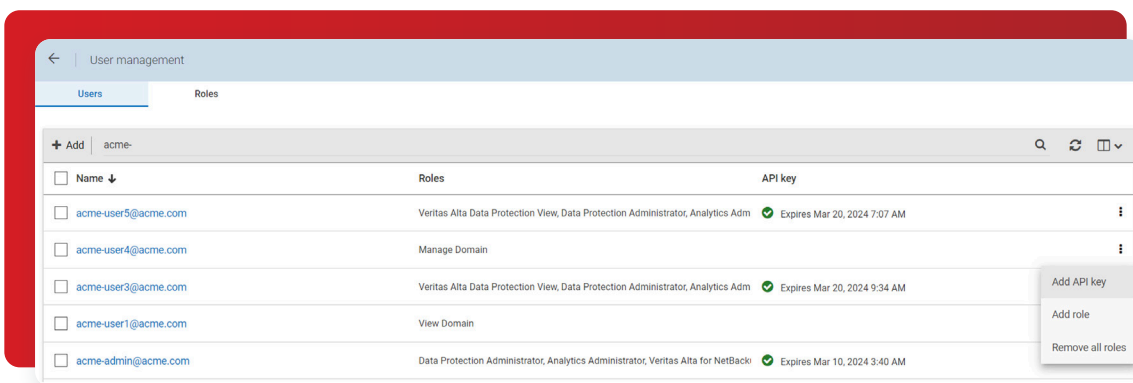 User management
Users Roles
Add acme-
Name Roles API key
acme-user5@acme.com Veritas Alta Data Protection View, Data Protection Administrator, Analytics Adm Expires Mar 20, 2024 7:07 AM
acme-user4@acme.com Manage Domain
acme-user3@acme.com Veritas Alta Data Protection View, Data Protection Administrator, Analytics Adm Expires Mar 20, 2024 9:34 AM
Add API key
Add role
acme-user1@acme.com View Domain
Remove all roles
acme-admin@acme.com Data Protection Administrator, Analytics Administrator, Veritas Alta for NetBack Expires Mar 10, 2024 3:40 AM